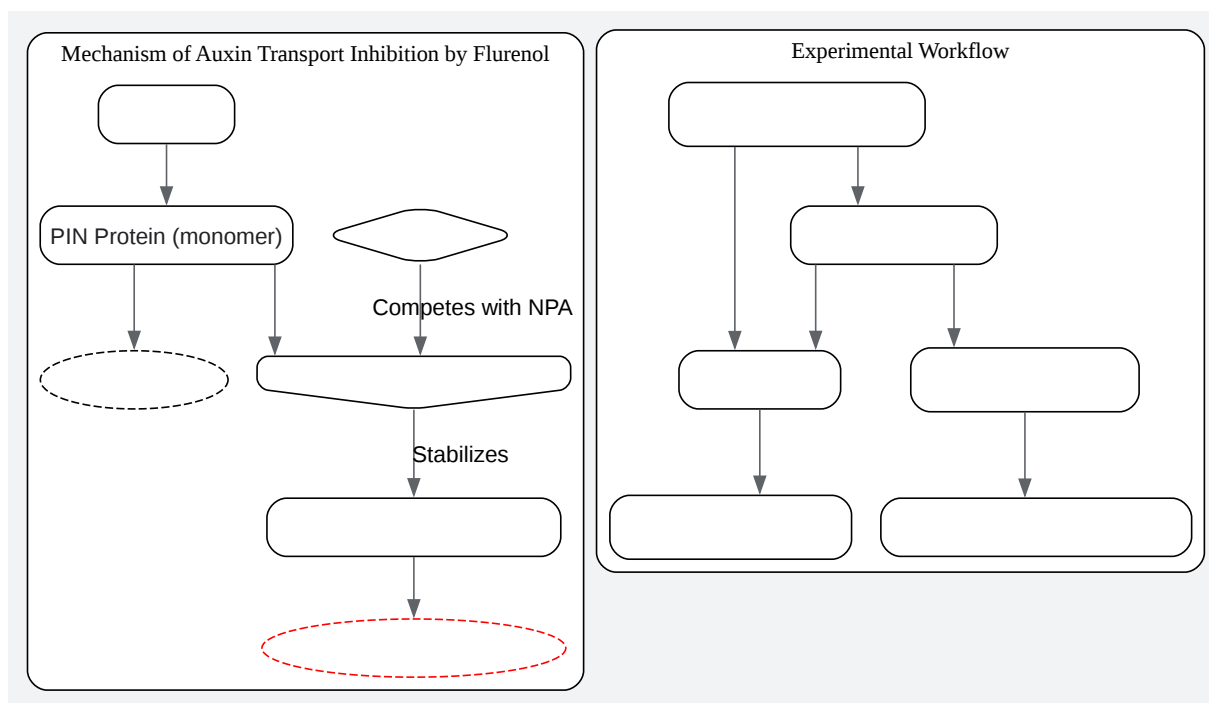 Mechanism of Auxin Transport Inhibition by Flurenol
PIN Protein (monomer)
Competes with NPA
Stabilizes
Experimental Workflow